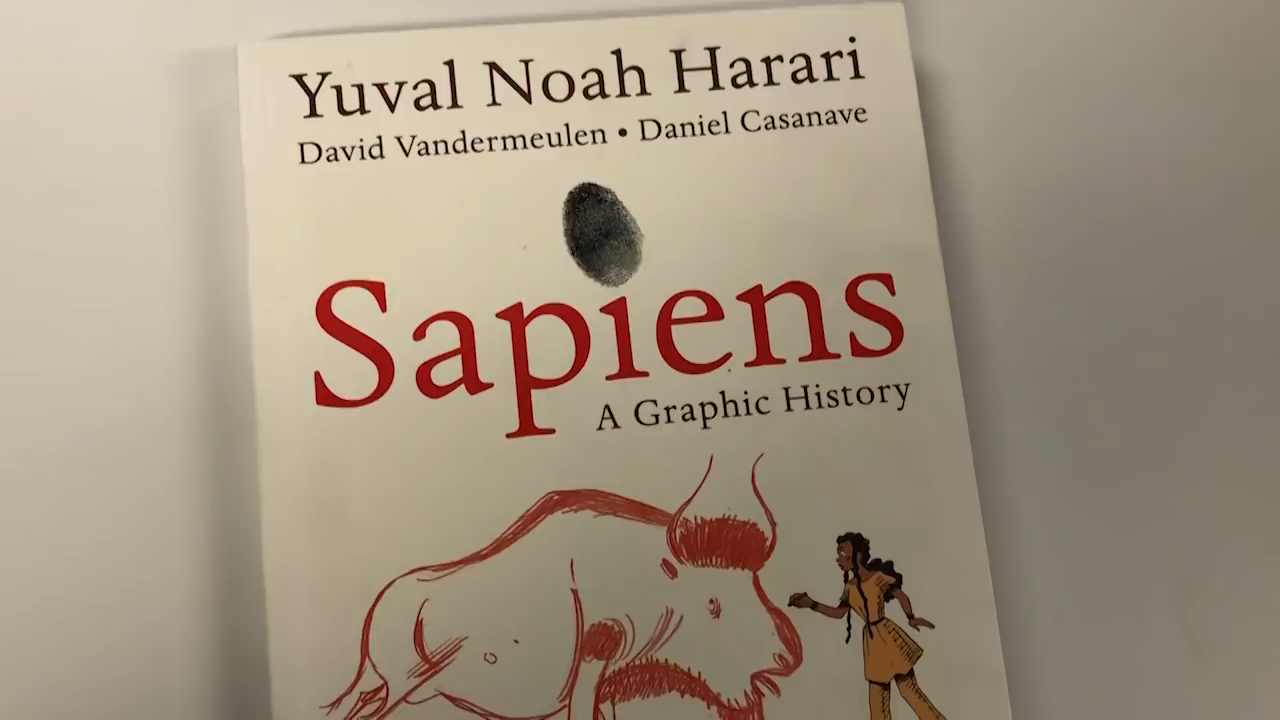 Yuval Noah Harari
David Vandermeulen • Daniel Casanave
Sapiens
A Graphic History